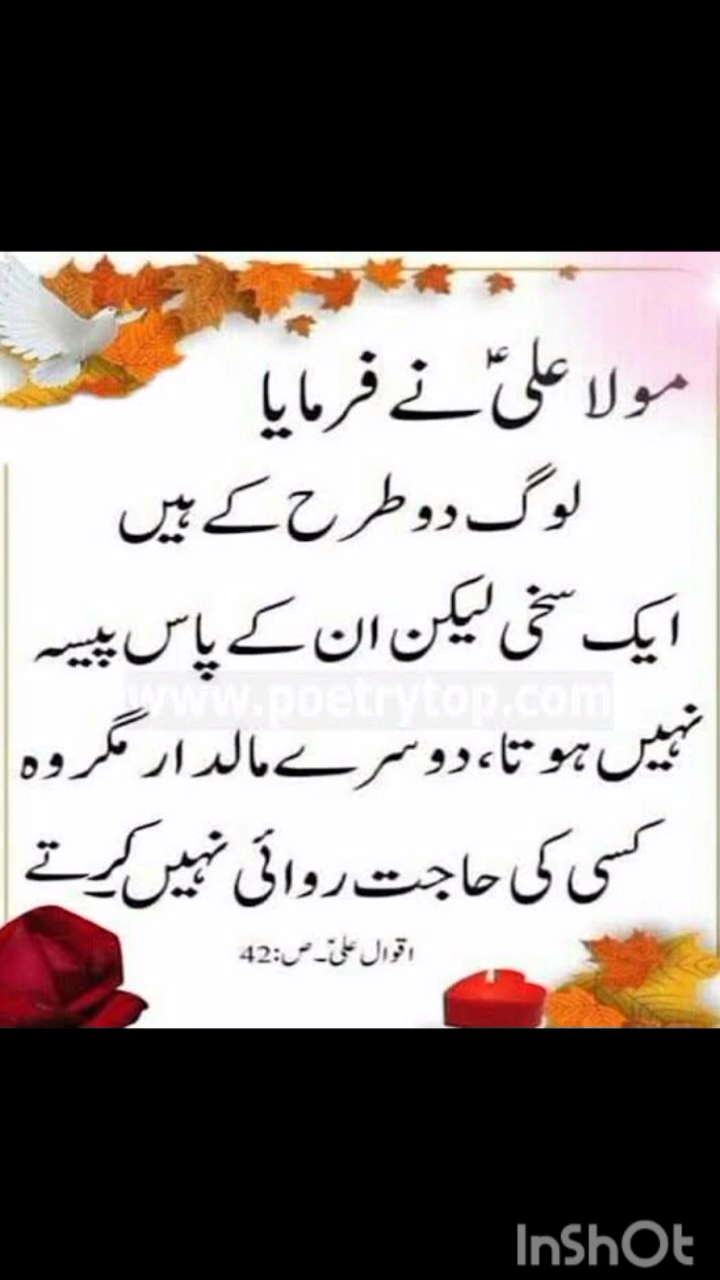 مولا علیؑ نے فرمایا
لوگ دو طرح کے ہیں
ایک سخی لیکن ان کے پاس پیسہ
www.poetrytop.com
نہیں ہوتا، دوسرے مالدار مگر وہ
کسی کی حاجت روائی نہیں کرتے
اقوال علیؑ۔ص:42
InShOt